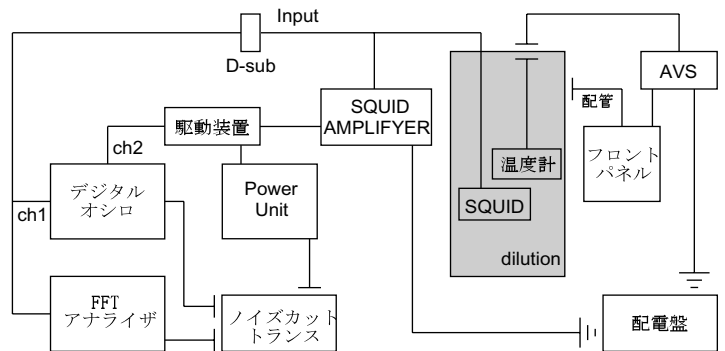 Input
D-sub
AVS
SQUID
AMPLIFYER
配管
駆動装置
ch2
フロント
パネル
温度計
デジタル
オシロ
Power
Unit
SQUID
ch1
dilution
FFT
アナライザ
ノイズカット
トランス
配電盤